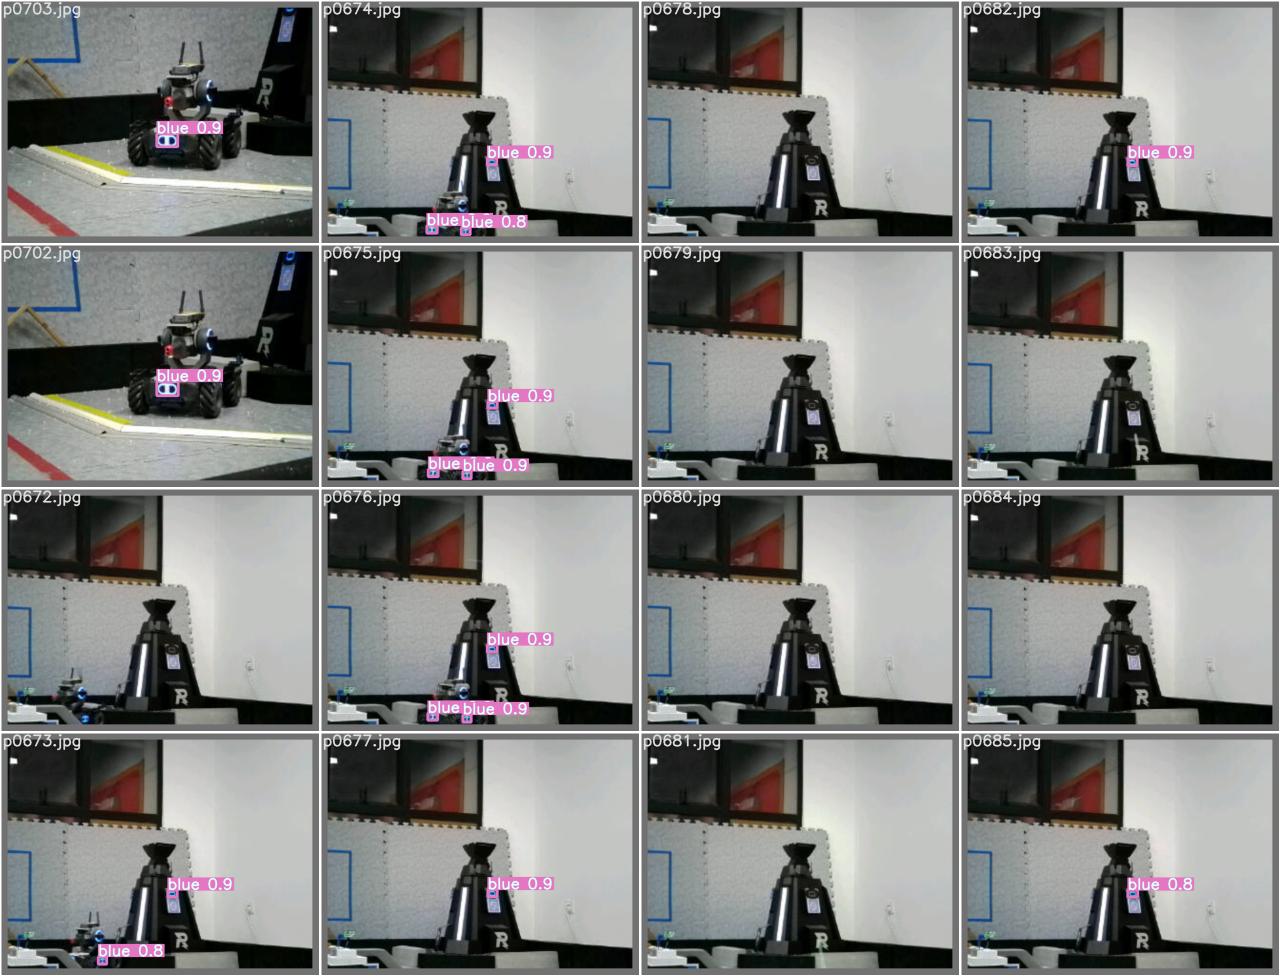 p0703.jpg
blue 0.9
R
p0674.jpg
blue 0.9
blue
blue 0.8
R
p0678.jpg
R
p0682.jpg
blue 0.9
R
p0702.jpg
blue 0.9
R
p0675.jpg
blue 0.9
blue
blue 0.9
R
p0679.jpg
R
p0683.jpg
R
p0672.jpg
R
p0676.jpg
blue 0.9
blue
blue 0.9
R
p0680.jpg
R
p0684.jpg
R
p0673.jpg
blue 0.9
blue 0.8
R
p0677.jpg
blue 0.9
R
p0681.jpg
R
p0685.jpg
blue 0.8
R